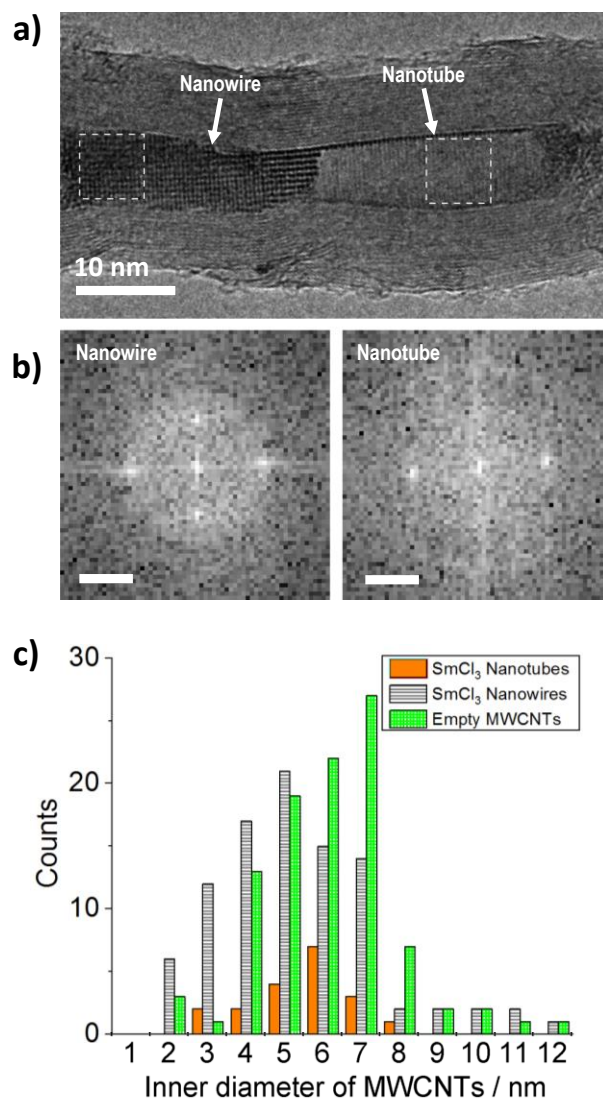 a)
Nanowire
Nanotube
10 nm
b)
Nanowire
Nanotube
c)
30
SmCl₃ Nanotubes
SmCl₃ Nanowires
Empty MWCNTs
20
Counts
10
0
1 2 3 4 5 6 7 8 9 10 11 12
Inner diameter of MWCNTs / nm